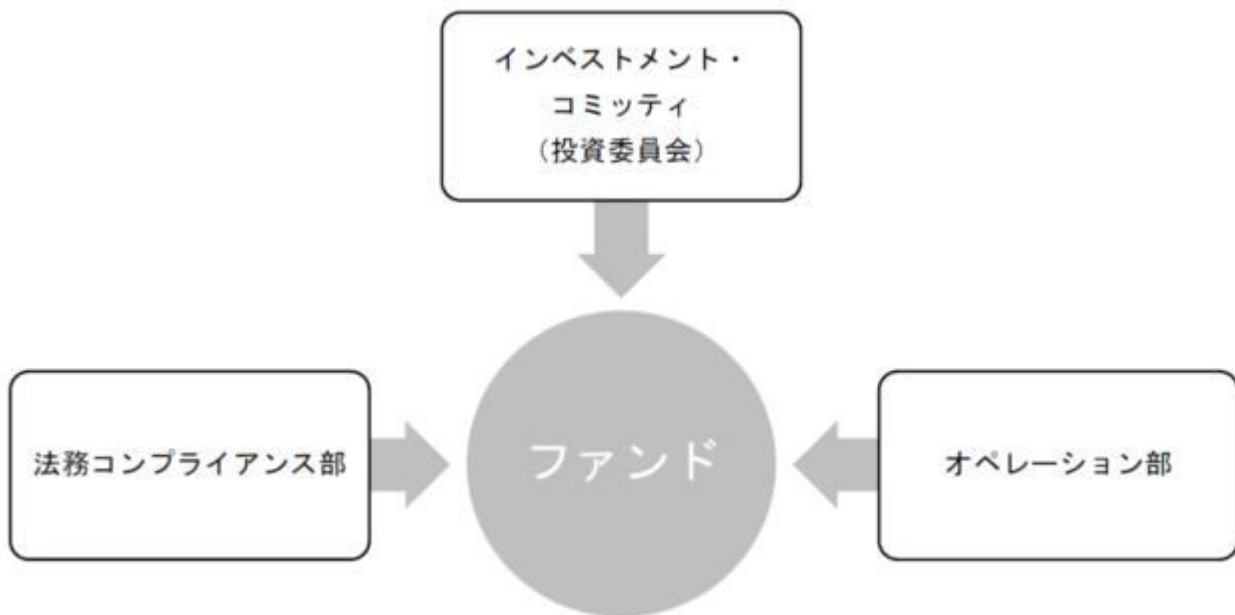 インベストメント・
コミッティ
（投資委員会）
法務コンプライアンス部
ファンド
オペレーション部